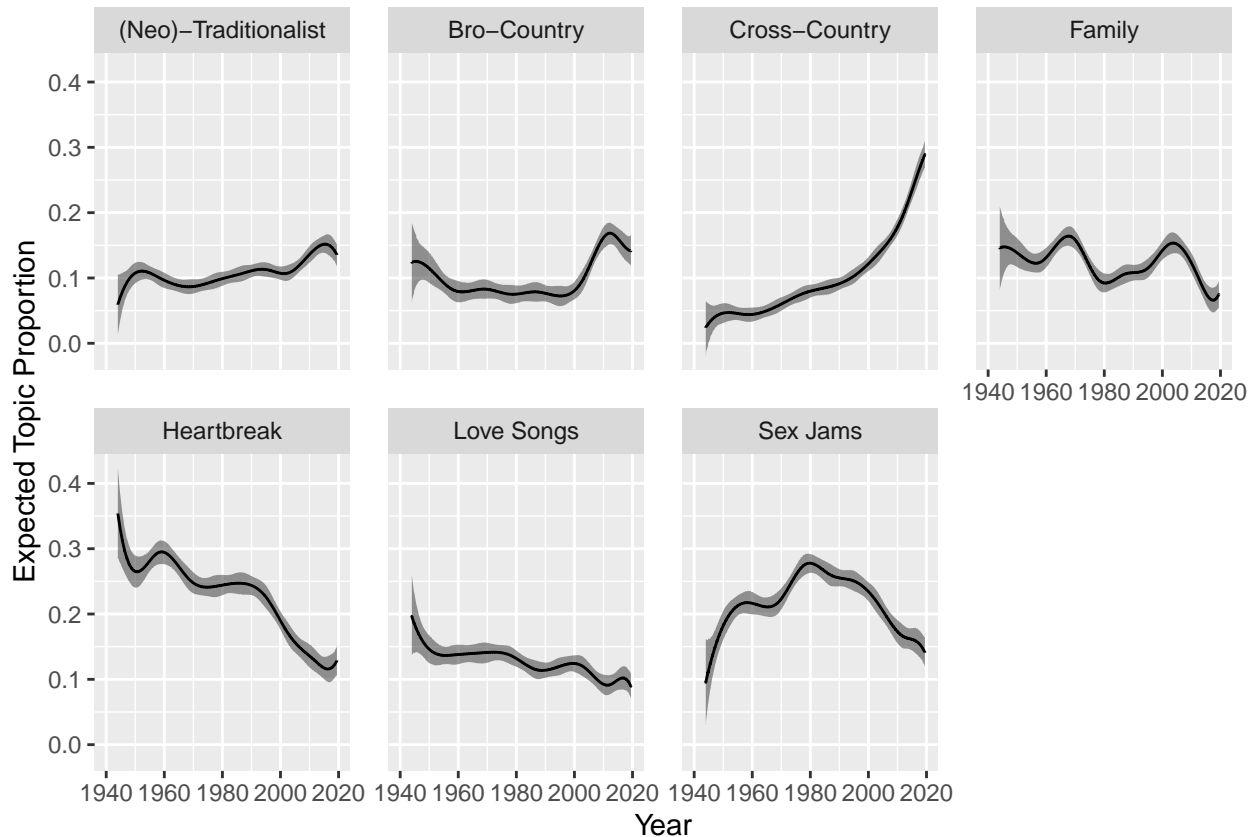 (Neo)−Traditionalist
Bro−Country
Cross−Country
Family
0.4
0.3
0.2
0.1
0.0
1940 1960 1980 2000 2020
Heartbreak
Love Songs
Sex Jams
0.4
0.3
0.2
0.1
0.0
1940 1960 1980 2000 2020
1940 1960 1980 2000 2020
1940 1960 1980 2000 2020
Year
Expected Topic Proportion